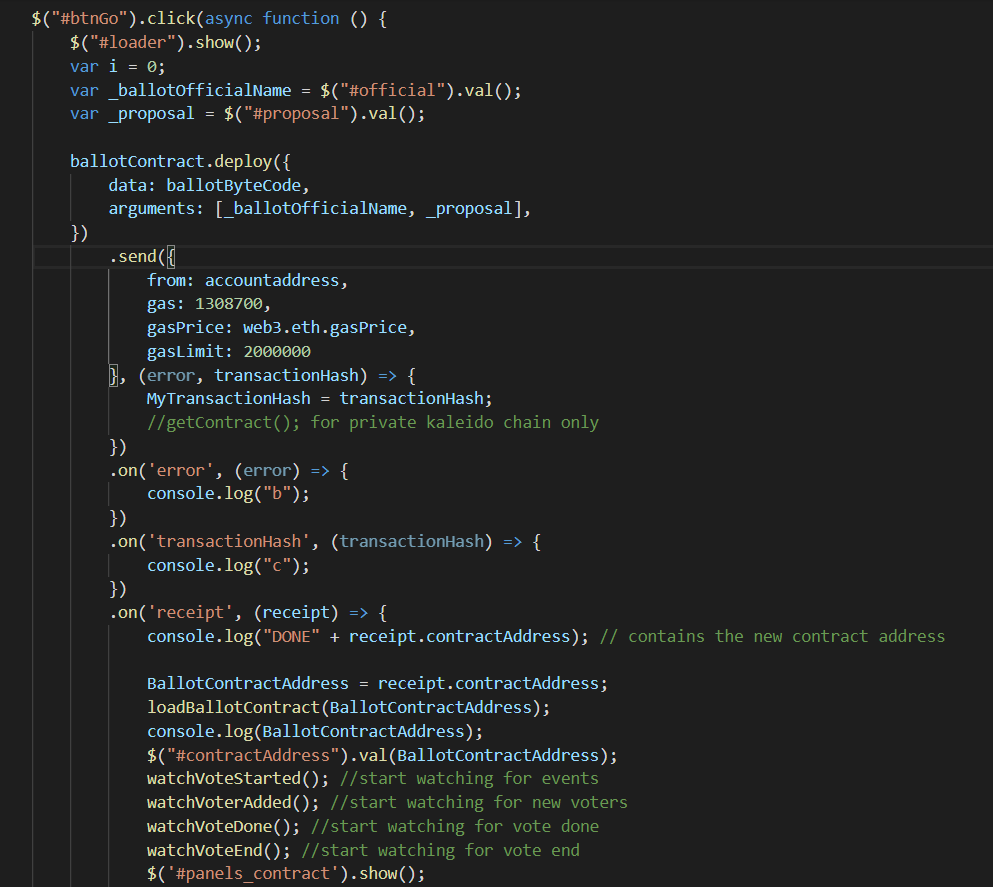 $("#btnGo").click(async function () {
$("#loader").show();
var i = 0;
var _ballotOfficialName = $("#official").val();
var _proposal = $("#proposal").val();
ballotContract.deploy({
data: ballotByteCode,
arguments: [_ballotOfficialName, _proposal],
})
.send({
from: accountaddress,
gas: 1308700,
gasPrice: web3.eth.gasPrice,
gasLimit: 2000000
}, (error, transactionHash) => {
MyTransactionHash = transactionHash;
//getContract(); for private kaleido chain only
})
.on('error', (error) => {
console.log("b");
})
.on('transactionHash', (transactionHash) => {
console.log("c");
})
.on('receipt', (receipt) => {
console.log("DONE" + receipt.contractAddress); // contains the new contract address
BallotContractAddress = receipt.contractAddress;
loadBallotContract(BallotContractAddress);
console.log(BallotContractAddress);
$("#contractAddress").val(BallotContractAddress);
watchVoteStarted(); //start watching for events
watchVoterAdded(); //start watching for new voters
watchVoteDone(); //start watching for vote done
watchVoteEnd(); //start watching for vote end
$('#panels_contract').show();